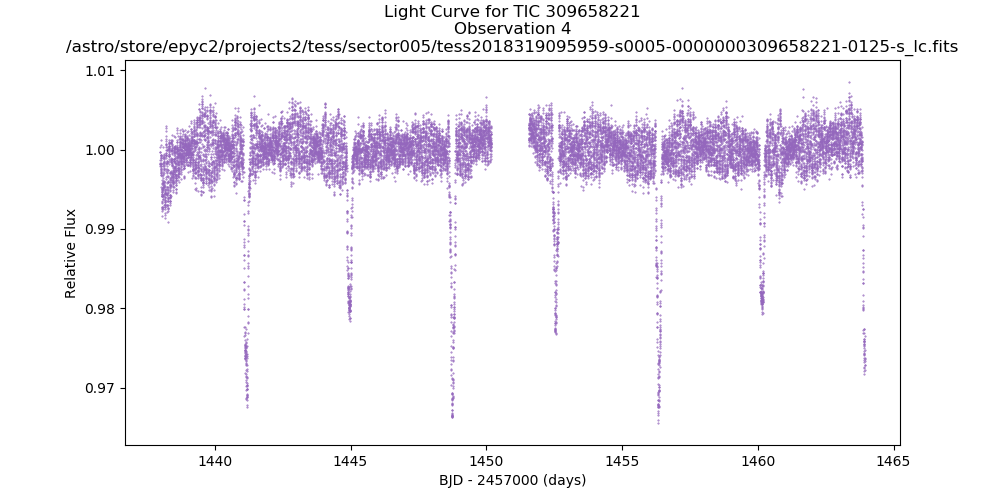 Light Curve for TIC 309658221
Observation 4
/astro/store/epyc2/projects2/tess/sector005/tess2018319095959-s0005-0000000309658221-0125-s_lc.fits
1.01
1.00
0.99
0.98
0.97
Relative Flux
1440
1445
1450
1455
1460
1465
BJD - 2457000 (days)